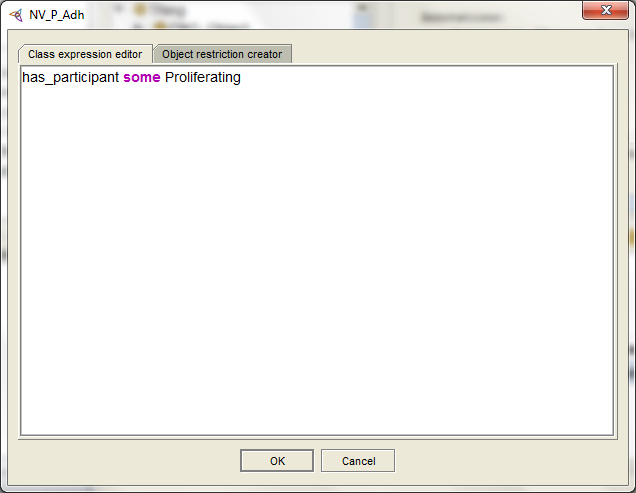 NV_P_Adh
Class expression editor
Object restriction creator
has_participant some Proliferating
OK
Cancel